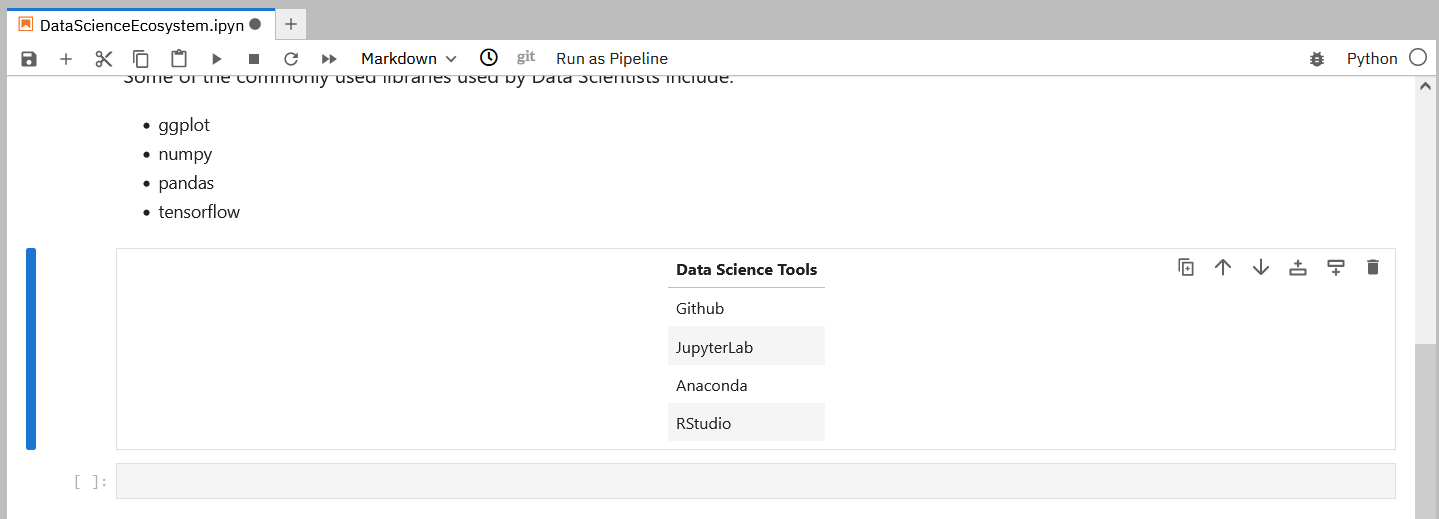 DataScienceEcosystem.ipyn
Markdown git Run as Pipeline Python
Some of the commonly used libraries used by Data Scientists include:
• ggplot
• numpy
• pandas
• tensorflow
Data Science Tools
Github
JupyterLab
Anaconda
RStudio
[ ]: